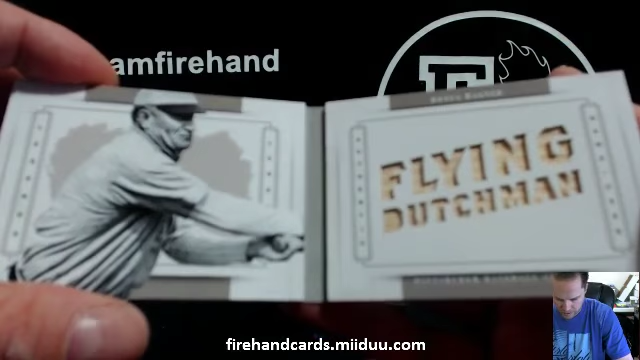 amfirehand
F
FLYING
DUTCHMAN
firehandcards.miiduu.com